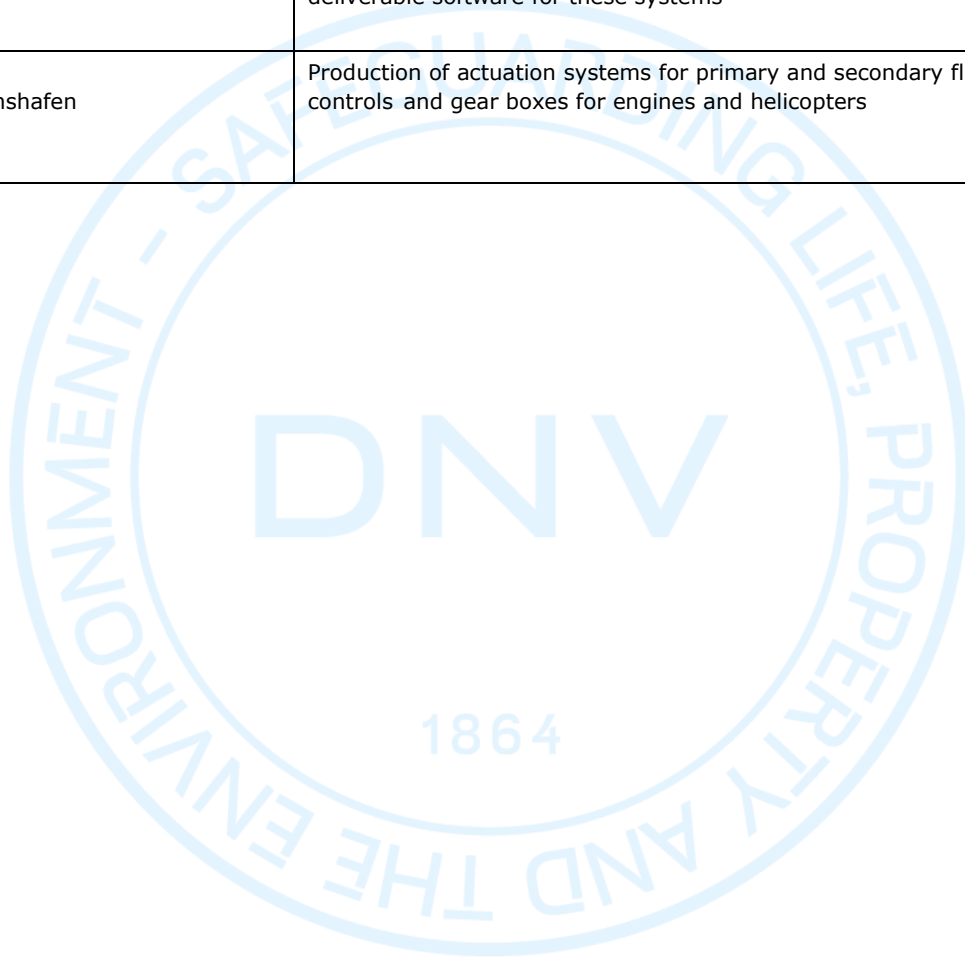 deliverable software for these systems
Production of actuation systems for primary and secondary fl
nshafen
controls and gear boxes for engines and helicopters
SAFEGUARDING LIFE, PROPERTY AND THE ENVIRONMENT -
DNV
1864